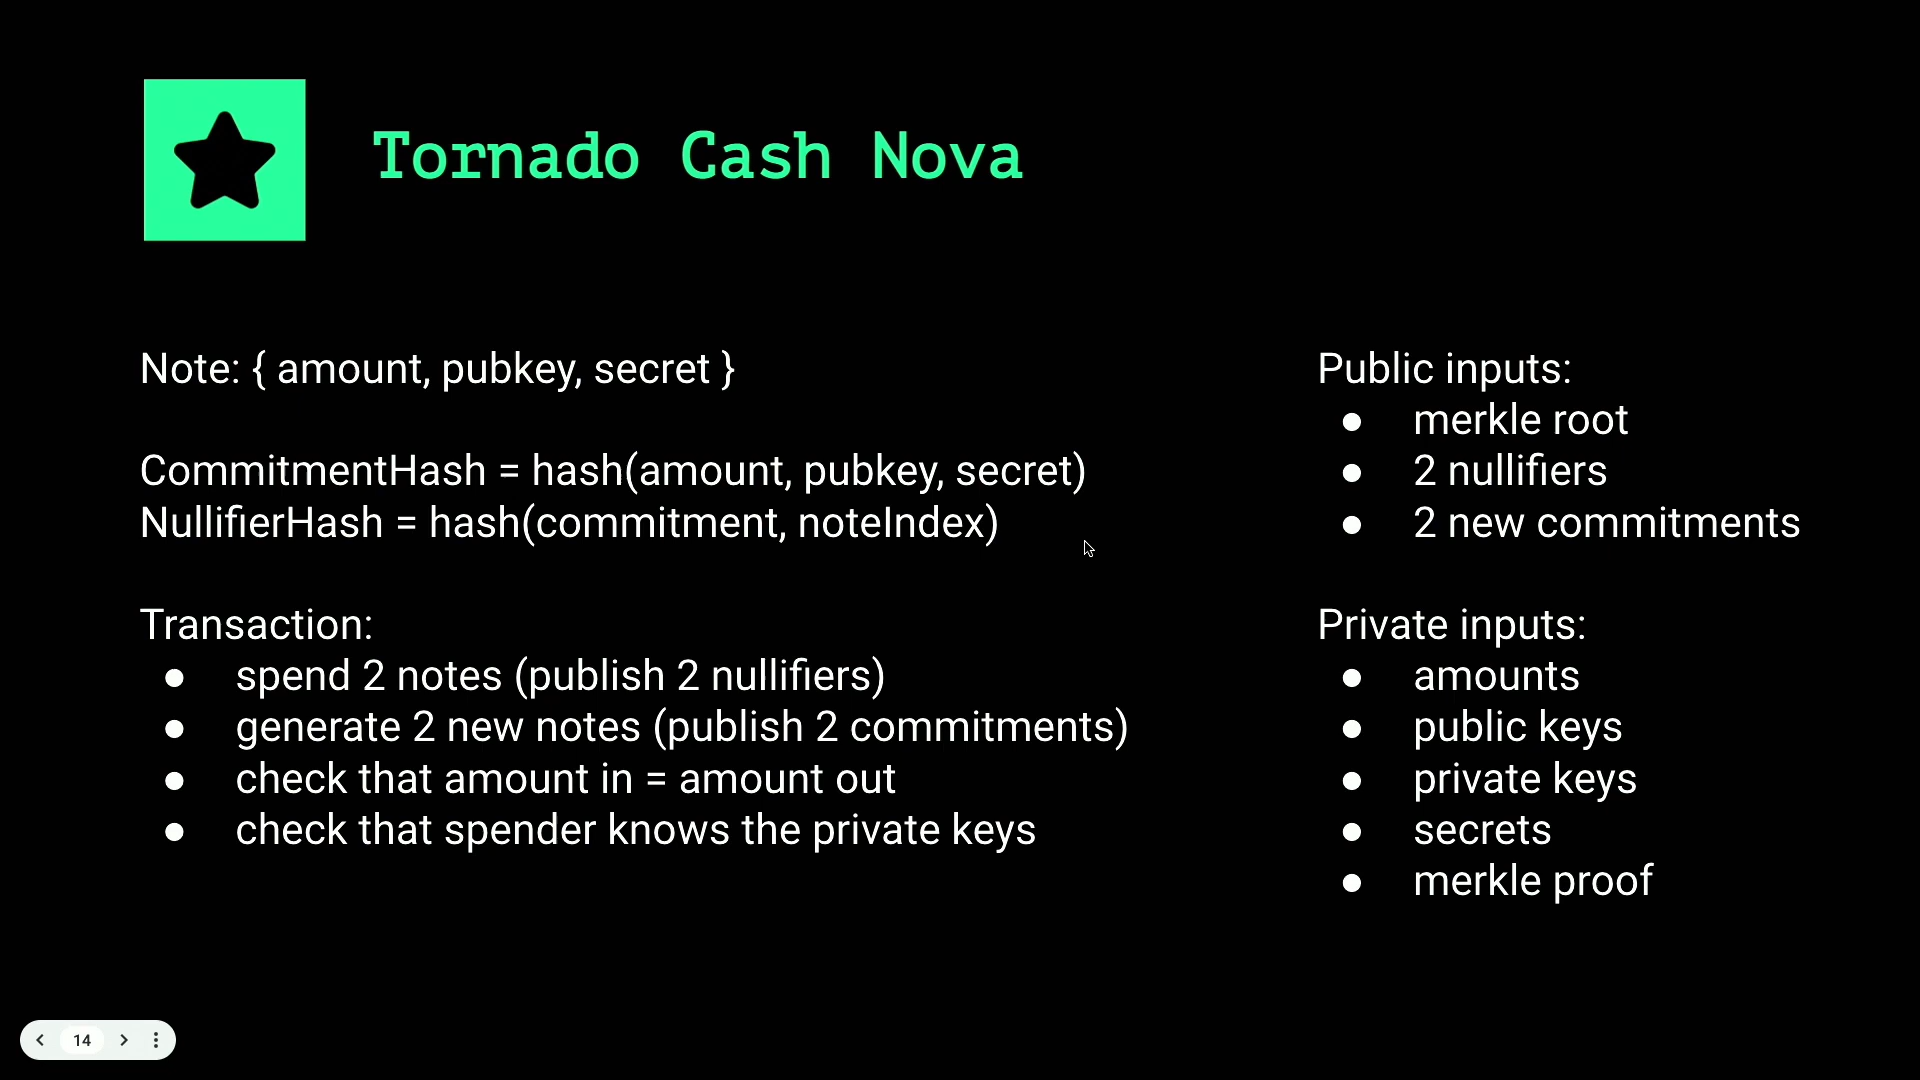 Tornado Cash Nova
Note: { amount, pubkey, secret }
CommitmentHash = hash(amount, pubkey, secret)
NullifierHash = hash(commitment, noteIndex)
Transaction:
● spend 2 notes (publish 2 nullifiers)
● generate 2 new notes (publish 2 commitments)
● check that amount in = amount out
● check that spender knows the private keys
Public inputs:
● merkle root
● 2 nullifiers
● 2 new commitments
Private inputs:
● amounts
● public keys
● private keys
● secrets
● merkle proof
14